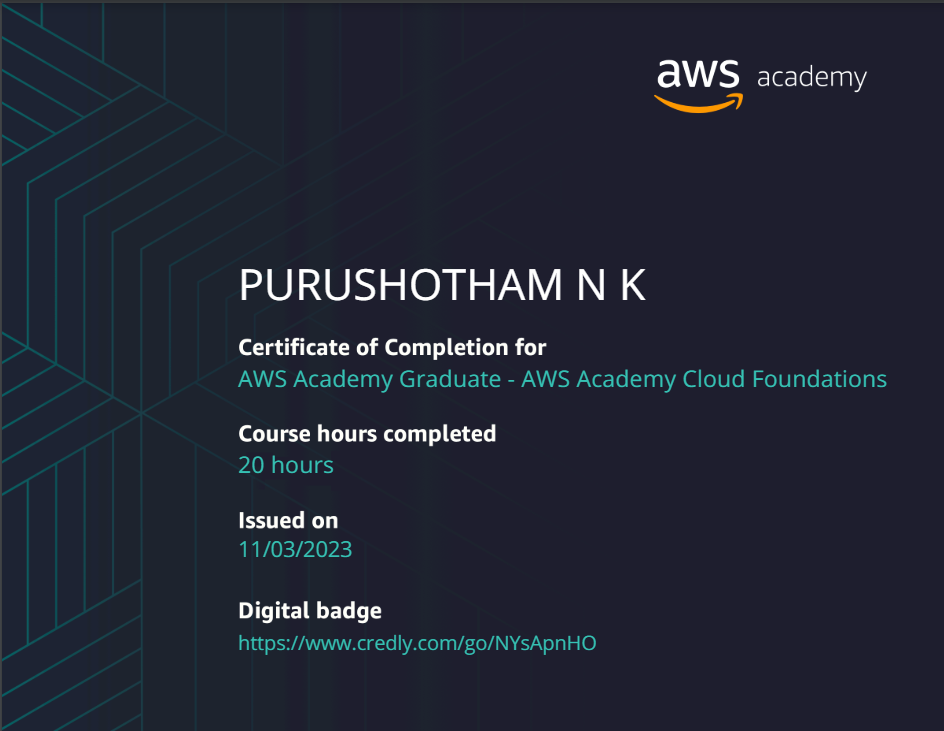 aws academy
PURUSHOTHAM N K
Certificate of Completion for
AWS Academy Graduate - AWS Academy Cloud Foundations
Course hours completed
20 hours
Issued on
11/03/2023
Digital badge
https://www.credly.com/go/NYsApnHO